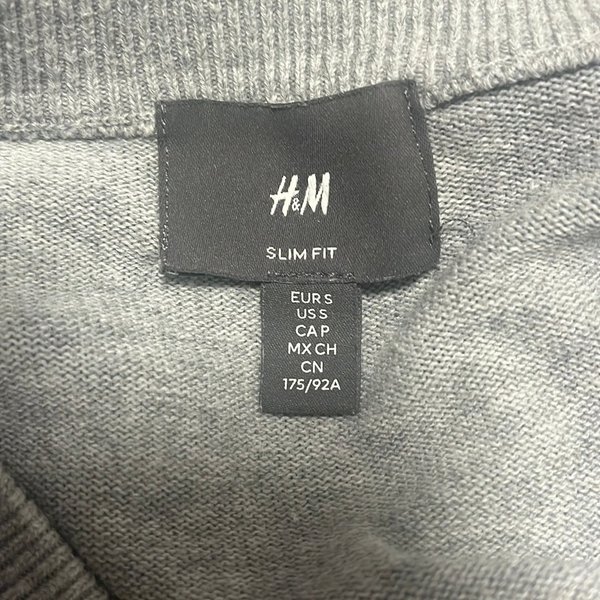 H&M
SLIM FIT
EUR S
US S
CA P
MX CH
CN
175/92A